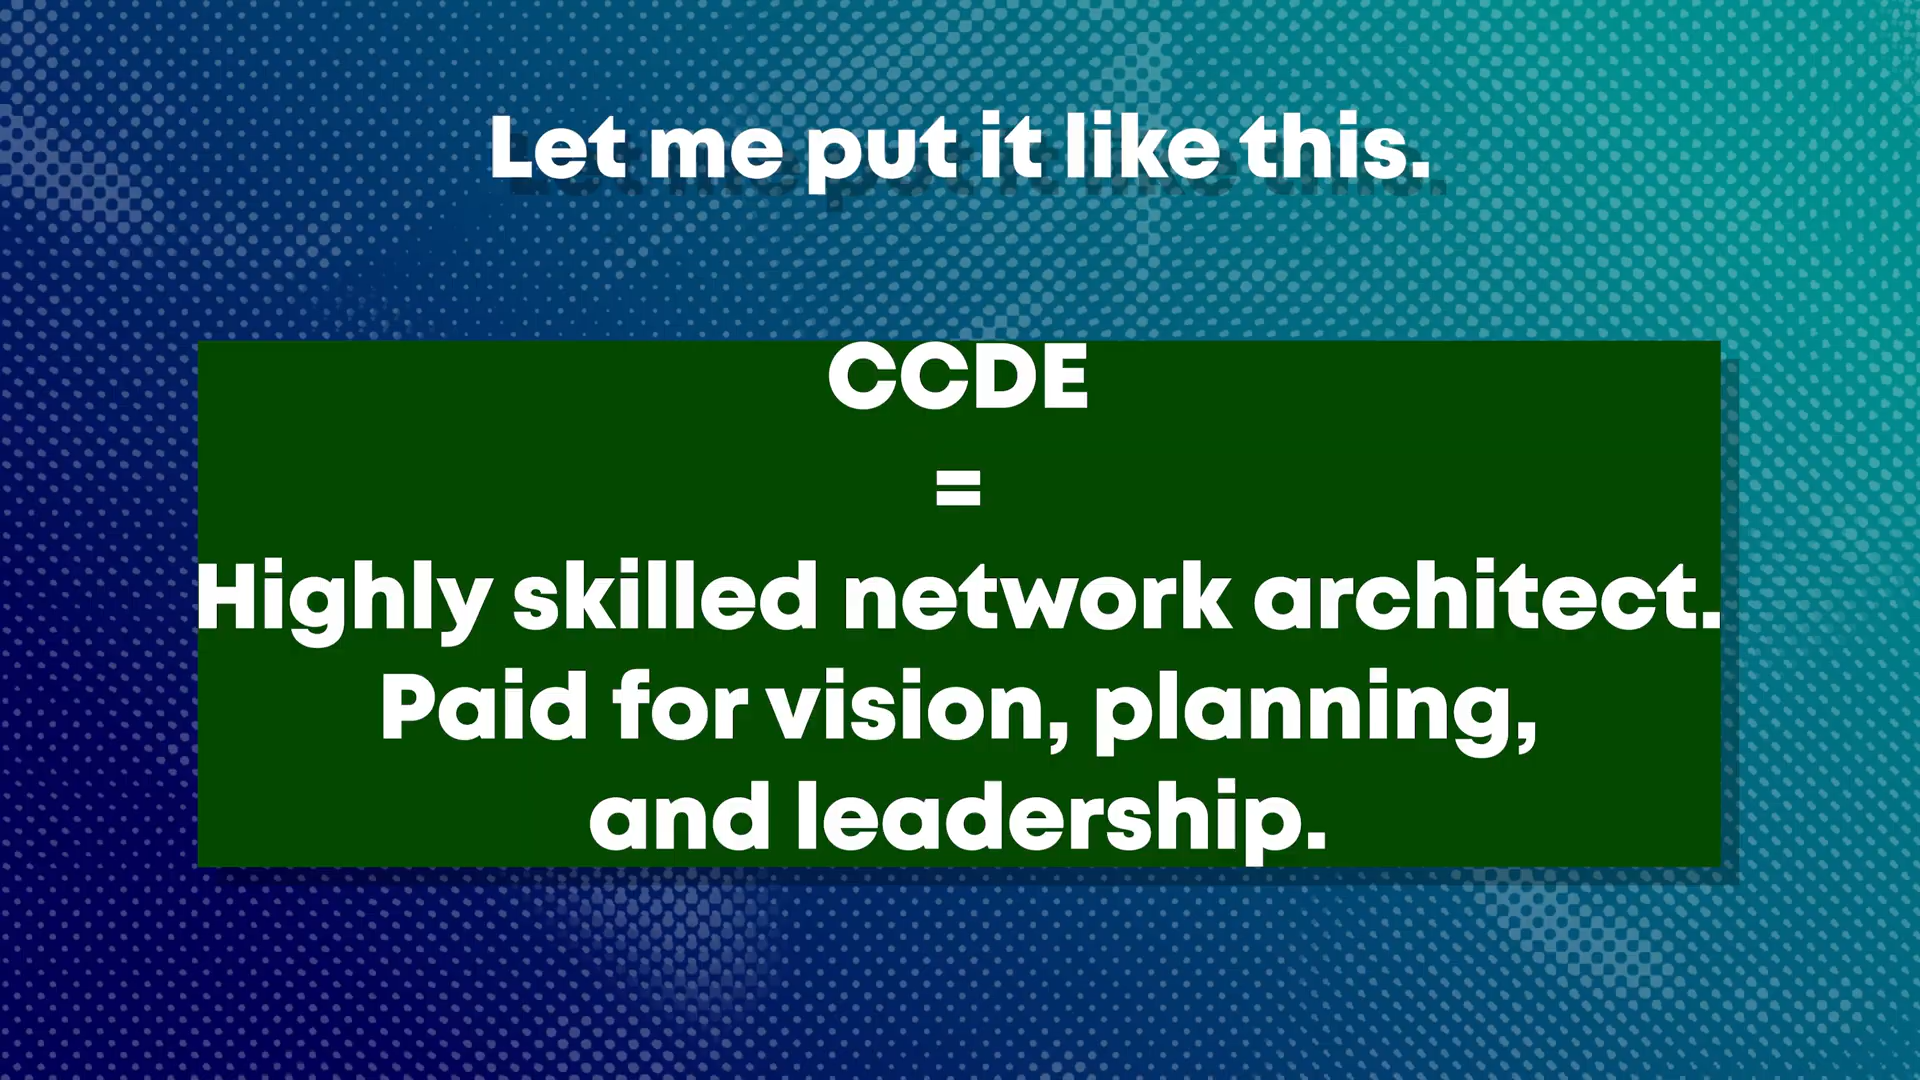 Let me put it like this.
CCDE
=
Highly skilled network architect.
Paid for vision, planning,
and leadership.